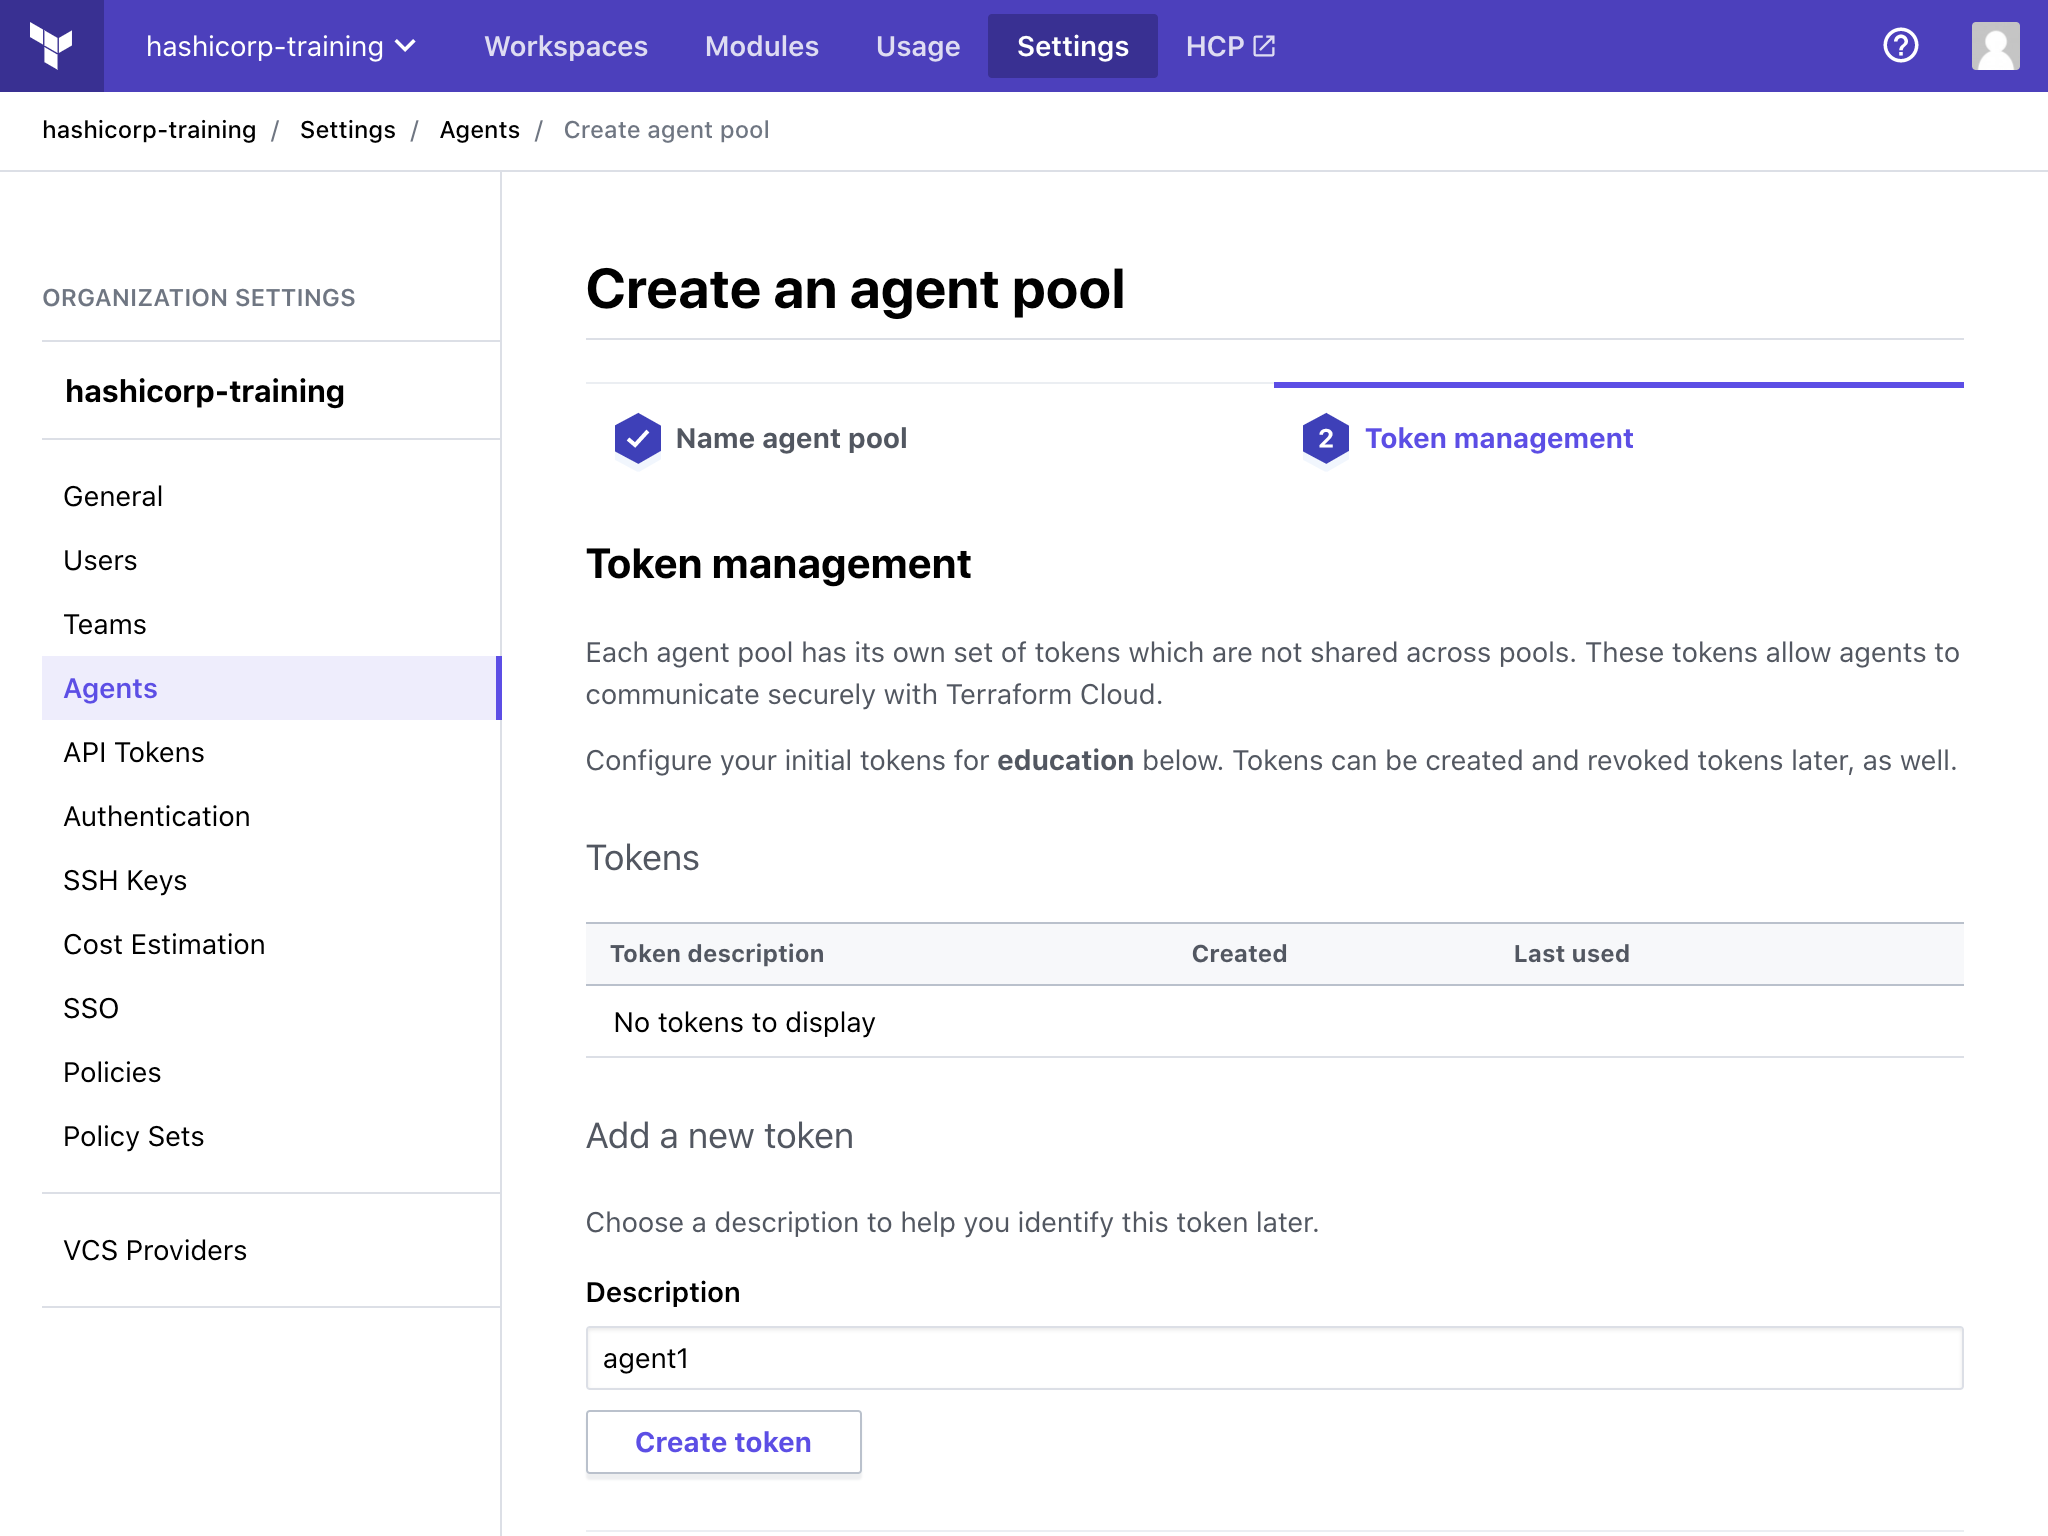 hashicorp-training Workspaces Modules Usage Settings HCP
hashicorp-training / Settings / Agents / Create agent pool
ORGANIZATION SETTINGS
hashicorp-training
General
Users
Teams
Agents
API Tokens
Authentication
SSH Keys
Cost Estimation
SSO
Policies
Policy Sets
VCS Providers
Create an agent pool
Name agent pool
2 Token management
Token management
Each agent pool has its own set of tokens which are not shared across pools. These tokens allow agents to
communicate securely with Terraform Cloud.
Configure your initial tokens for education below. Tokens can be created and revoked tokens later, as well.
Tokens
Token description Created Last used
No tokens to display
Add a new token
Choose a description to help you identify this token later.
Description
agent1
Create token